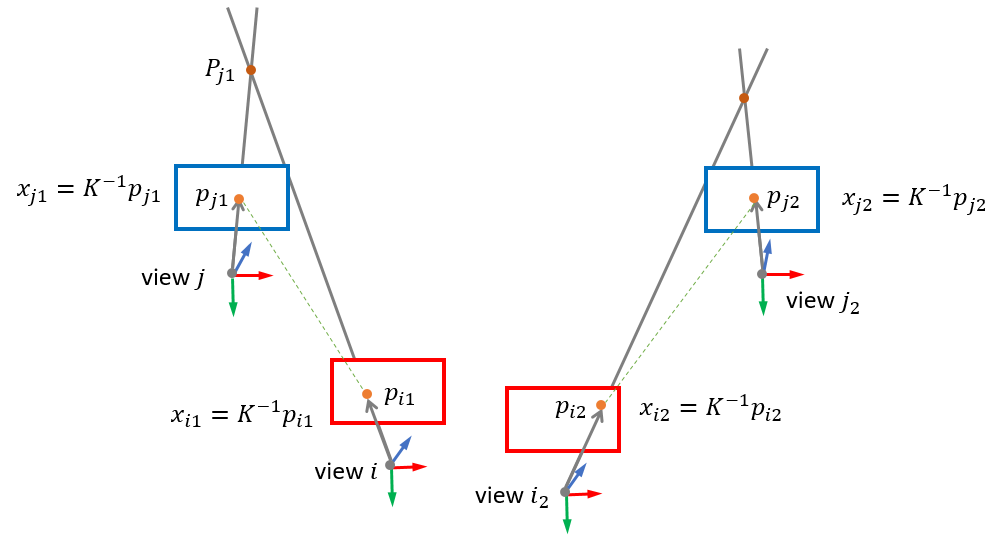 $P_{j1}$
$x_{j1} = K^{-1}p_{j1}$
$p_{j1}$
view $j$
$p_{i1}$
$x_{i1} = K^{-1}p_{i1}$
view $i$
$p_{j2}$
$x_{j2} = K^{-1}p_{j2}$
view $j_2$
$p_{i2}$
$x_{i2} = K^{-1}p_{i2}$
view $i_2$